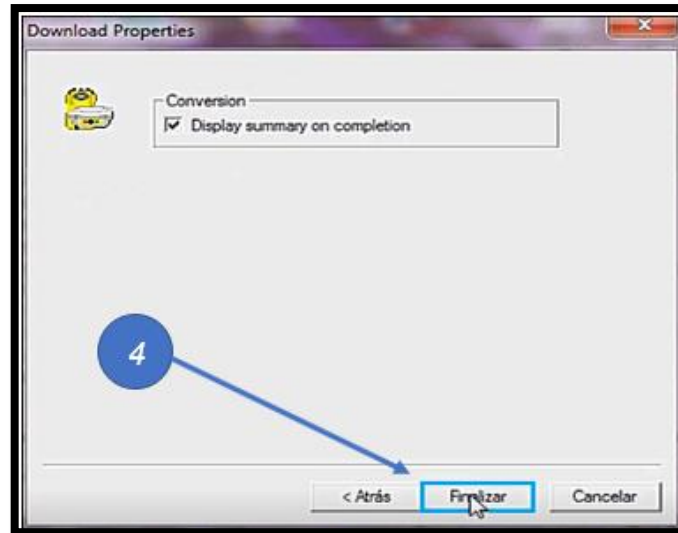 Download Properties
Conversion
Display summary on completion
4
< Atrás
Finalizar
Cancelar